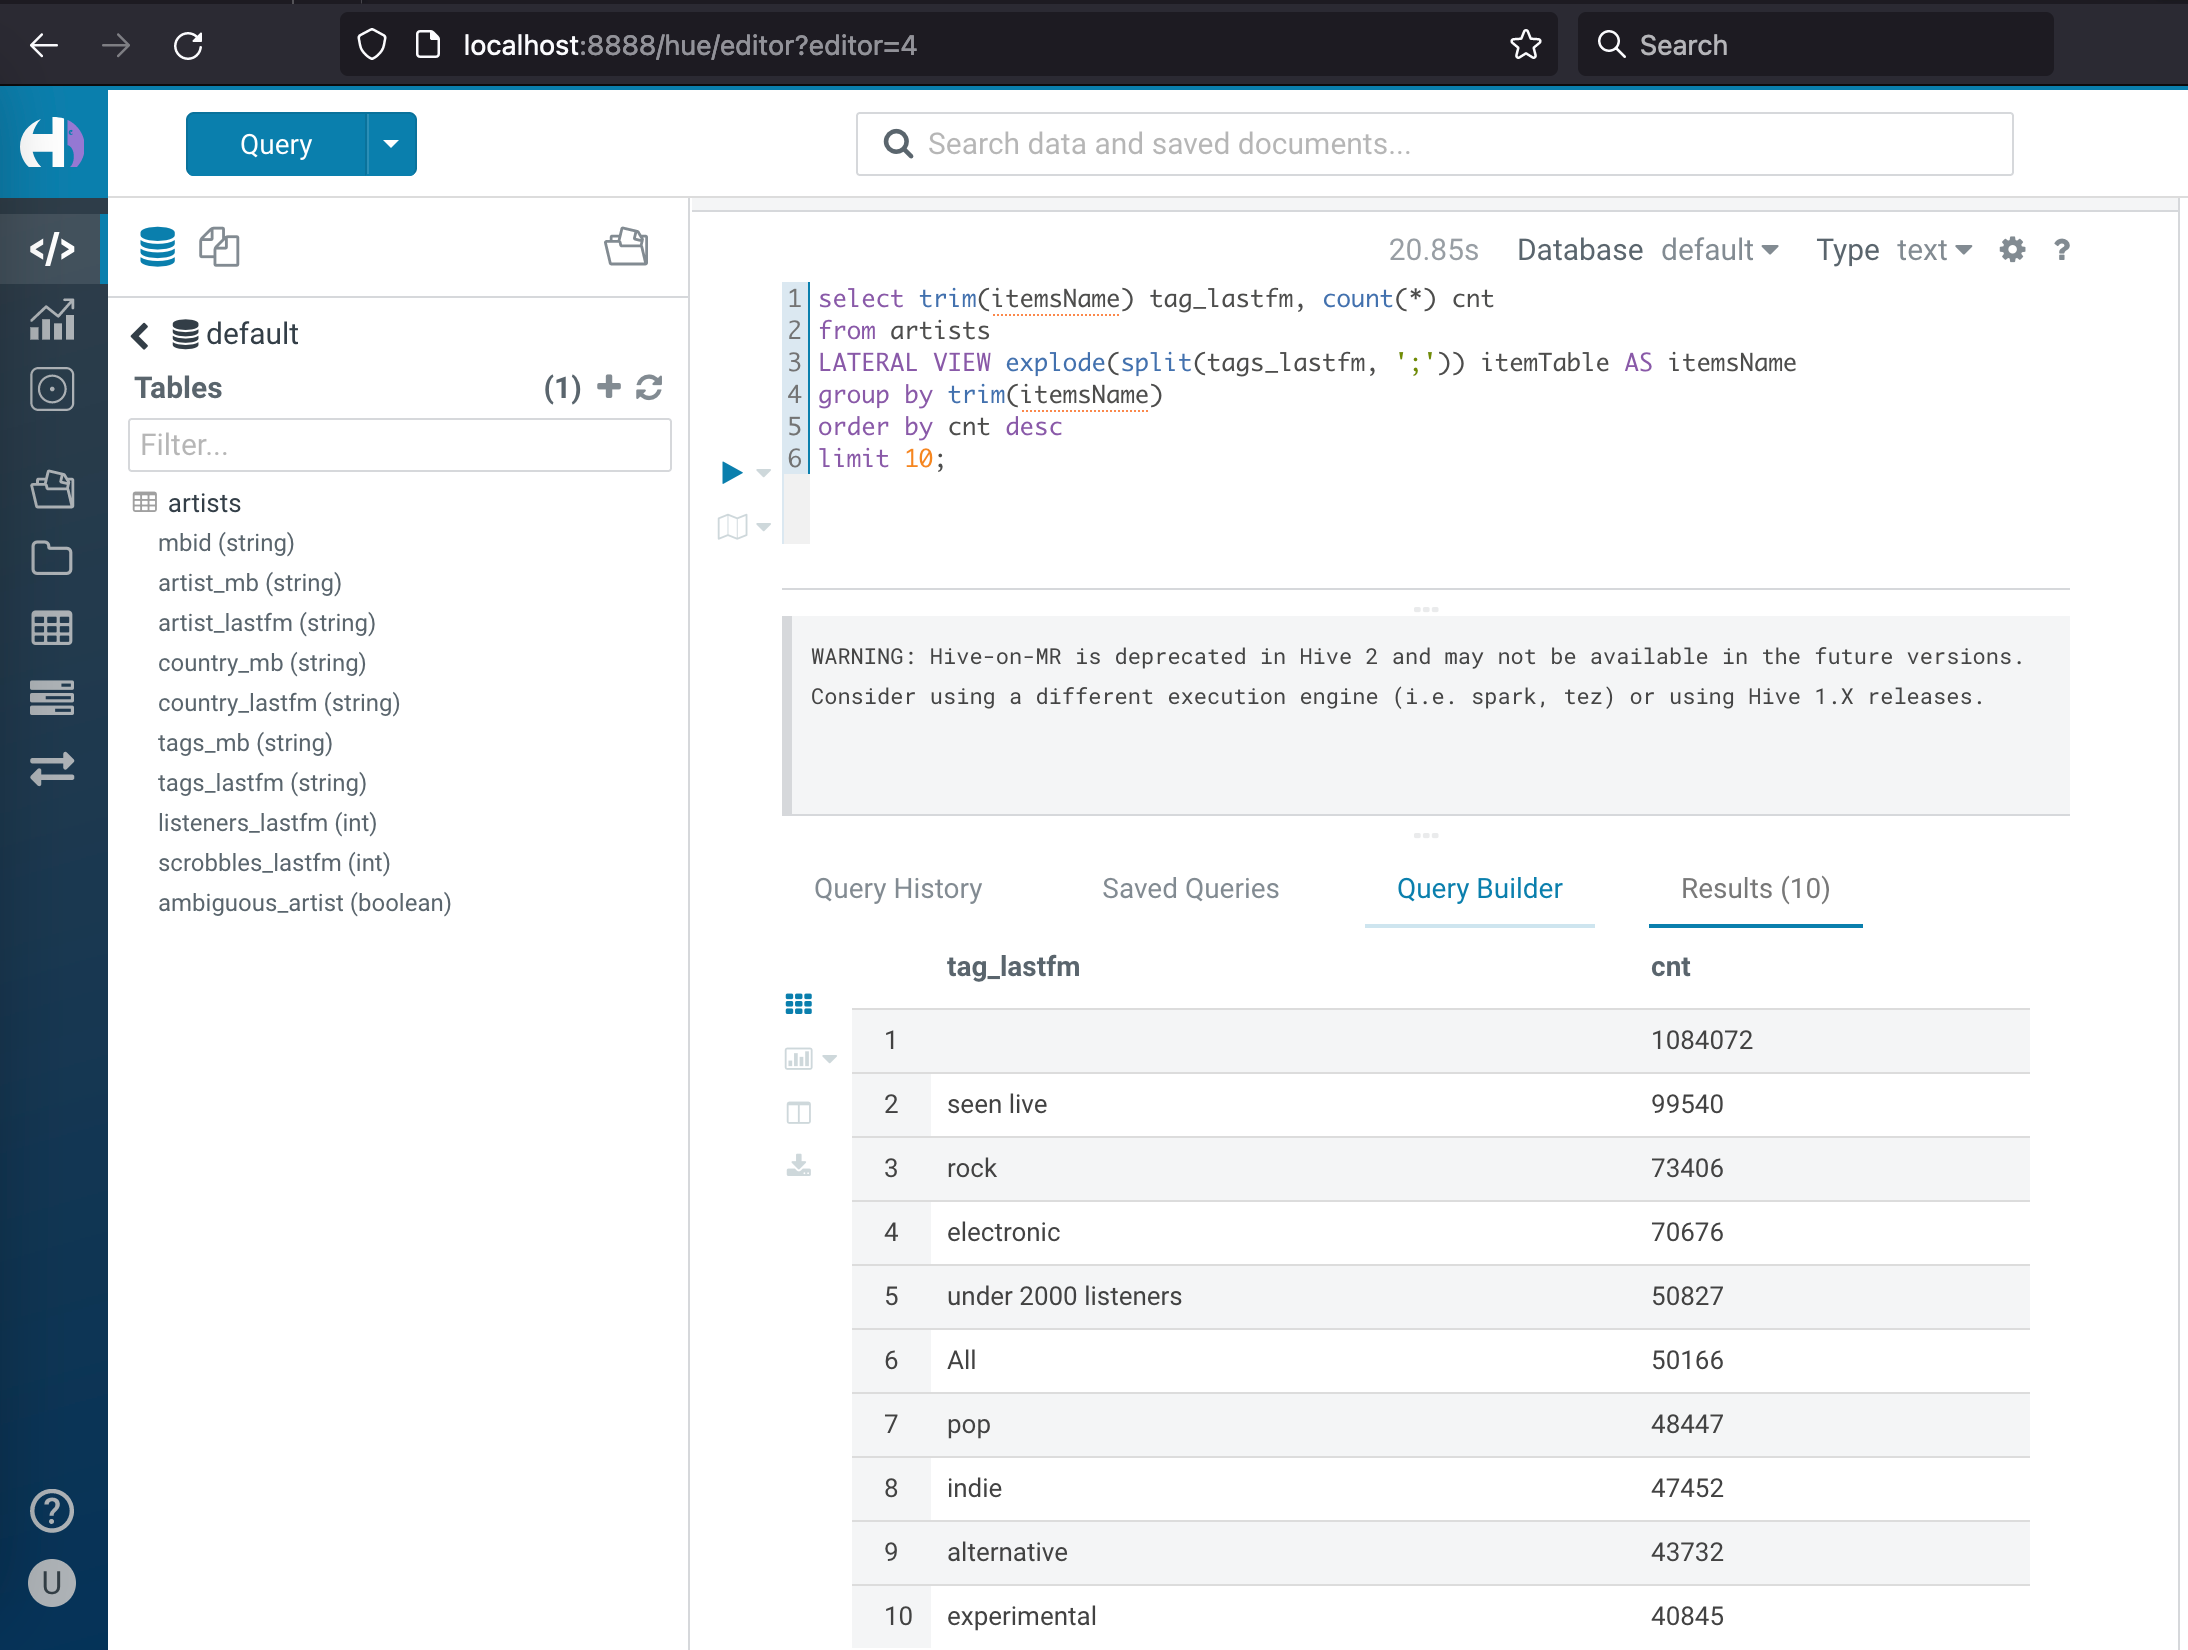 localhost:8888/hue/editor?editor=4
Search
Query
Search data and saved documents...
20.85s Database default Type text ?
default
Tables (1)
Filter...
artists
mbid (string)
artist_mb (string)
artist_lastfm (string)
country_mb (string)
country_lastfm (string)
tags_mb (string)
tags_lastfm (string)
listeners_lastfm (int)
scrobbles_lastfm (int)
ambiguous_artist (boolean)
1 select trim(itemsName) tag_lastfm, count(*) cnt
2 from artists
3 LATERAL VIEW explode(split(tags_lastfm, ';')) itemTable AS itemsName
4 group by trim(itemsName)
5 order by cnt desc
6 limit 10;
WARNING: Hive-on-MR is deprecated in Hive 2 and may not be available in the future versions.
Consider using a different execution engine (i.e. spark, tez) or using Hive 1.X releases.
Query History Saved Queries Query Builder Results (10)
tag_lastfm cnt
1 1084072
2 seen live 99540
3 rock 73406
4 electronic 70676
5 under 2000 listeners 50827
6 All 50166
7 pop 48447
8 indie 47452
9 alternative 43732
10 experimental 40845
?
U